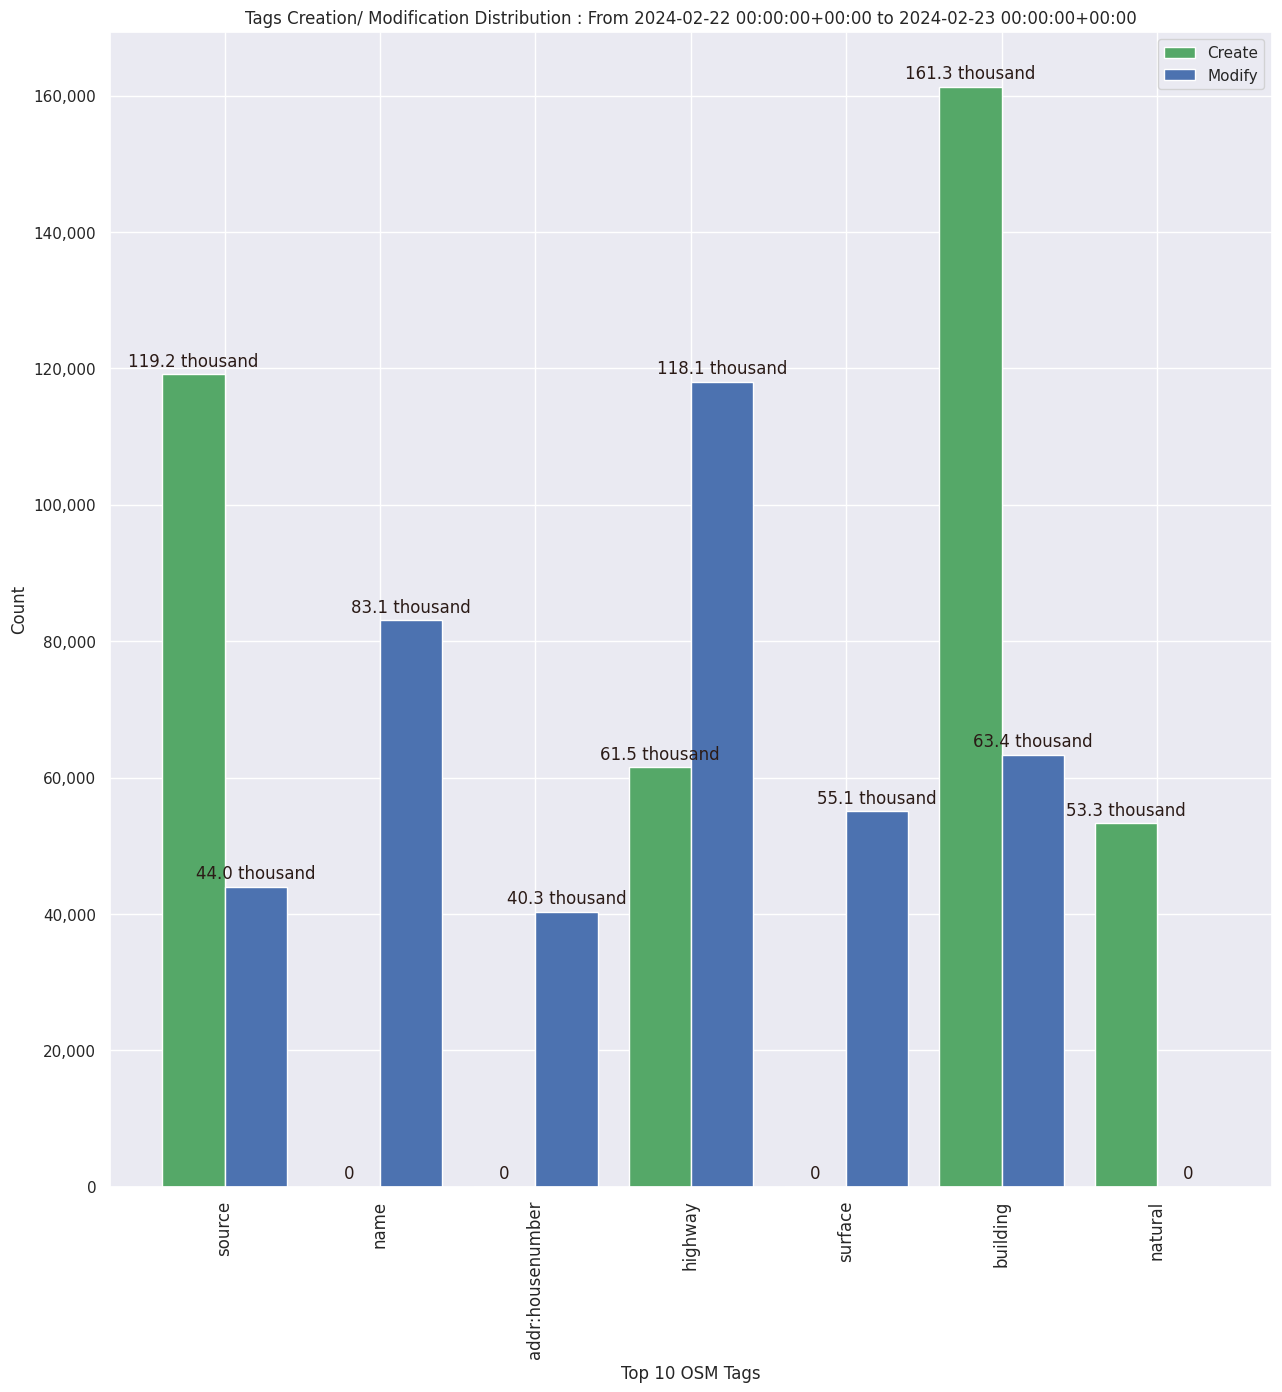 Tags Creation/ Modification Distribution : From 2024-02-22 00:00:00+00:00 to 2024-02-23 00:00:00+00:00
Create
Modify
161.3 thousand
160,000
140,000
119.2 thousand
118.1 thousand
120,000
100,000
83.1 thousand
80,000
Count
61.5 thousand
63.4 thousand
60,000
55.1 thousand
53.3 thousand
44.0 thousand
40.3 thousand
40,000
20,000
0
0
0
0
0
source
name
addr:housenumber
highway
surface
building
natural
Top 10 OSM Tags